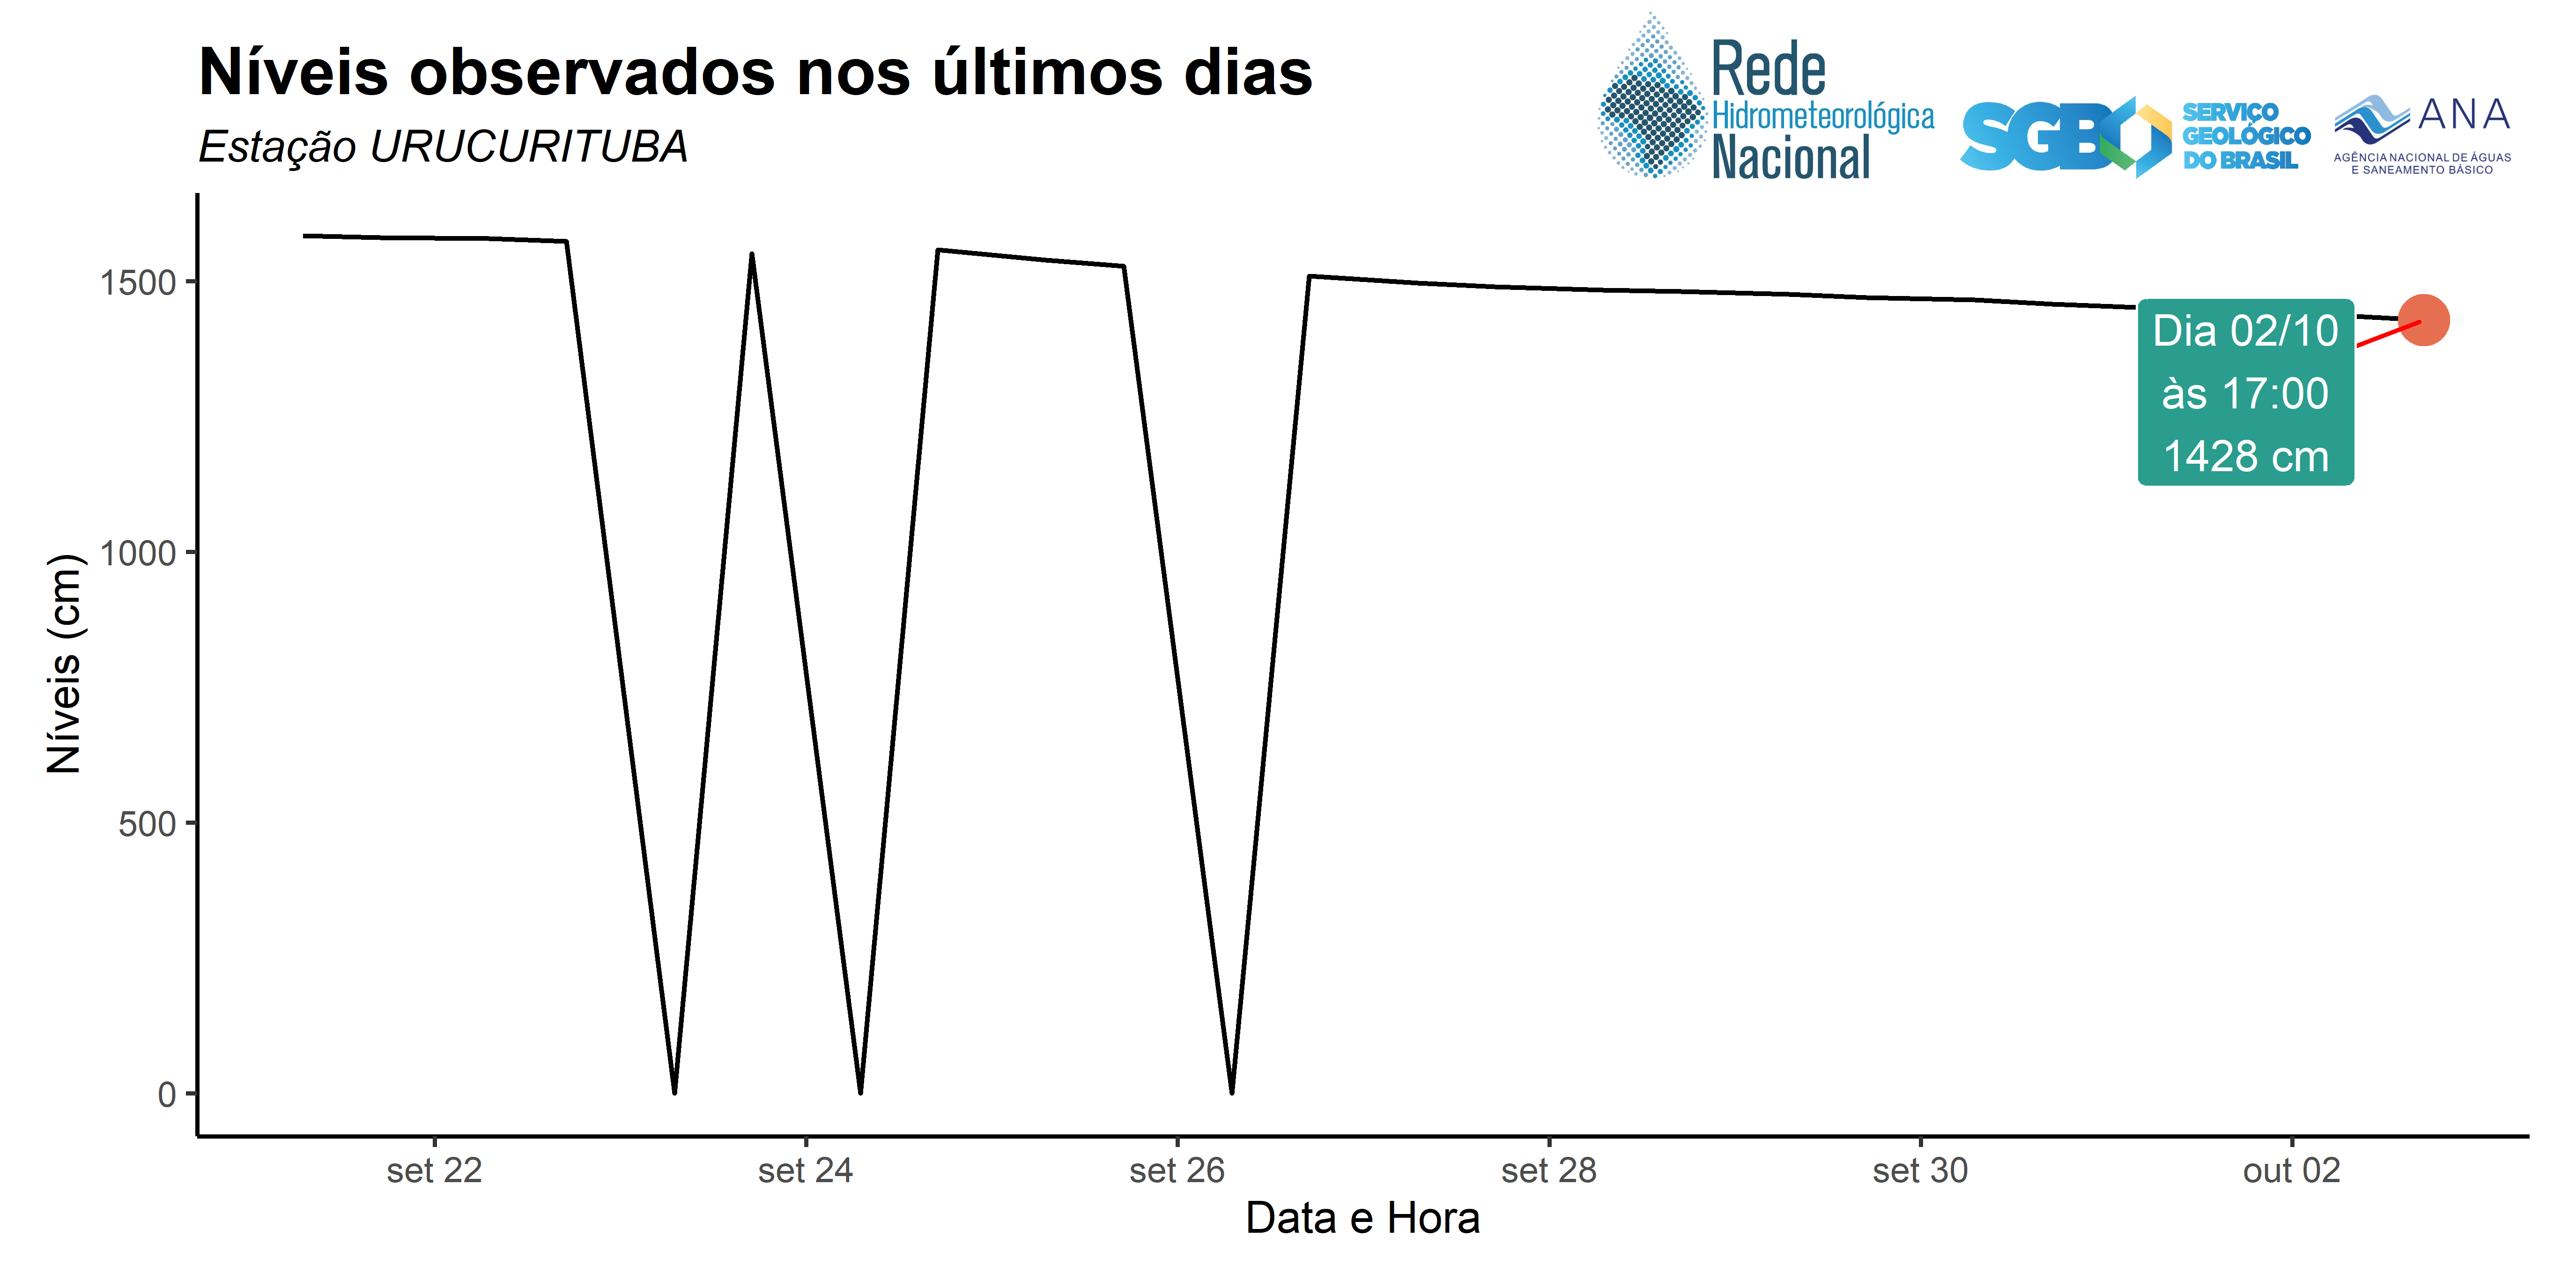 Níveis observados nos últimos dias
Estação URUCURITUBA
Rede
Hidrometeorológica
Nacional
SGB
SERVIÇO
GEOLÓGICO
DO BRASIL
ANA
AGÊNCIA NACIONAL DE ÁGUAS
E SANEAMENTO BÁSICO
Níveis (cm)
1500
1000
500
0
Dia 02/10
às 17:00
1428 cm
set 22
set 24
set 26
set 28
set 30
out 02
Data e Hora